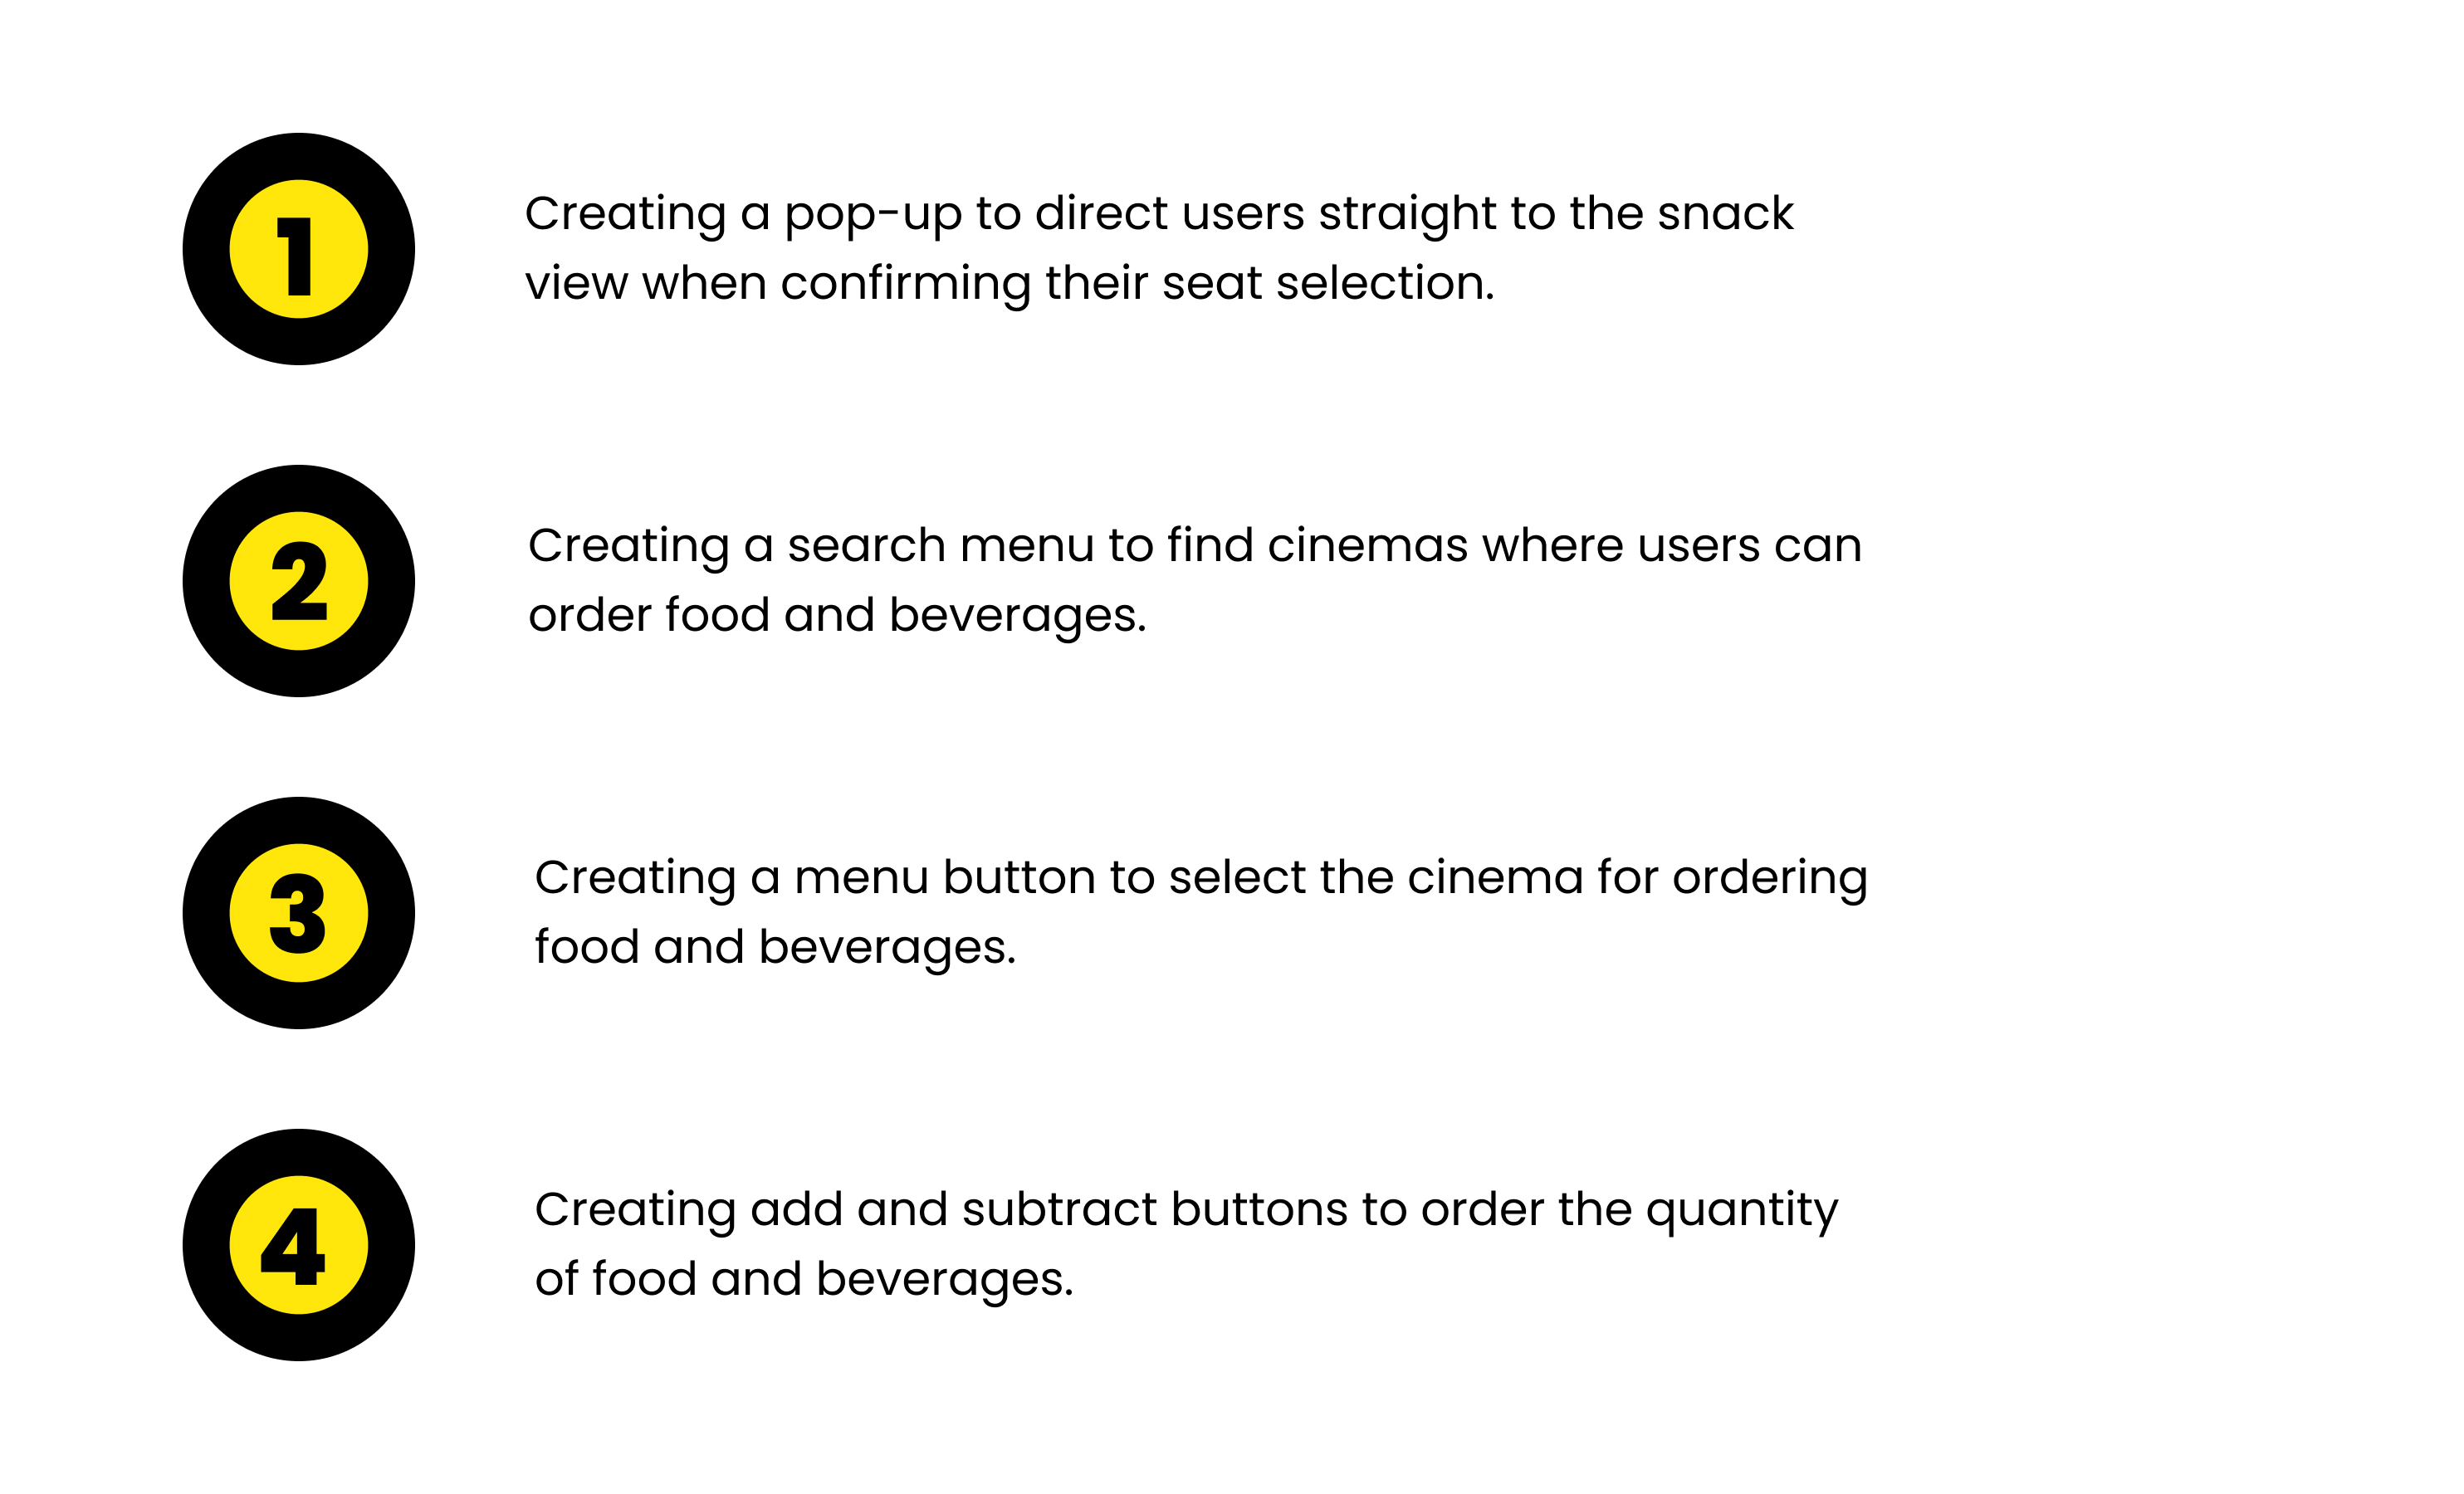 1
Creating a pop-up to direct users straight to the snack
view when confirming their seat selection.
2
Creating a search menu to find cinemas where users can
order food and beverages.
3
Creating a menu button to select the cinema for ordering
food and beverages.
4
Creating add and subtract buttons to order the quantity
of food and beverages.